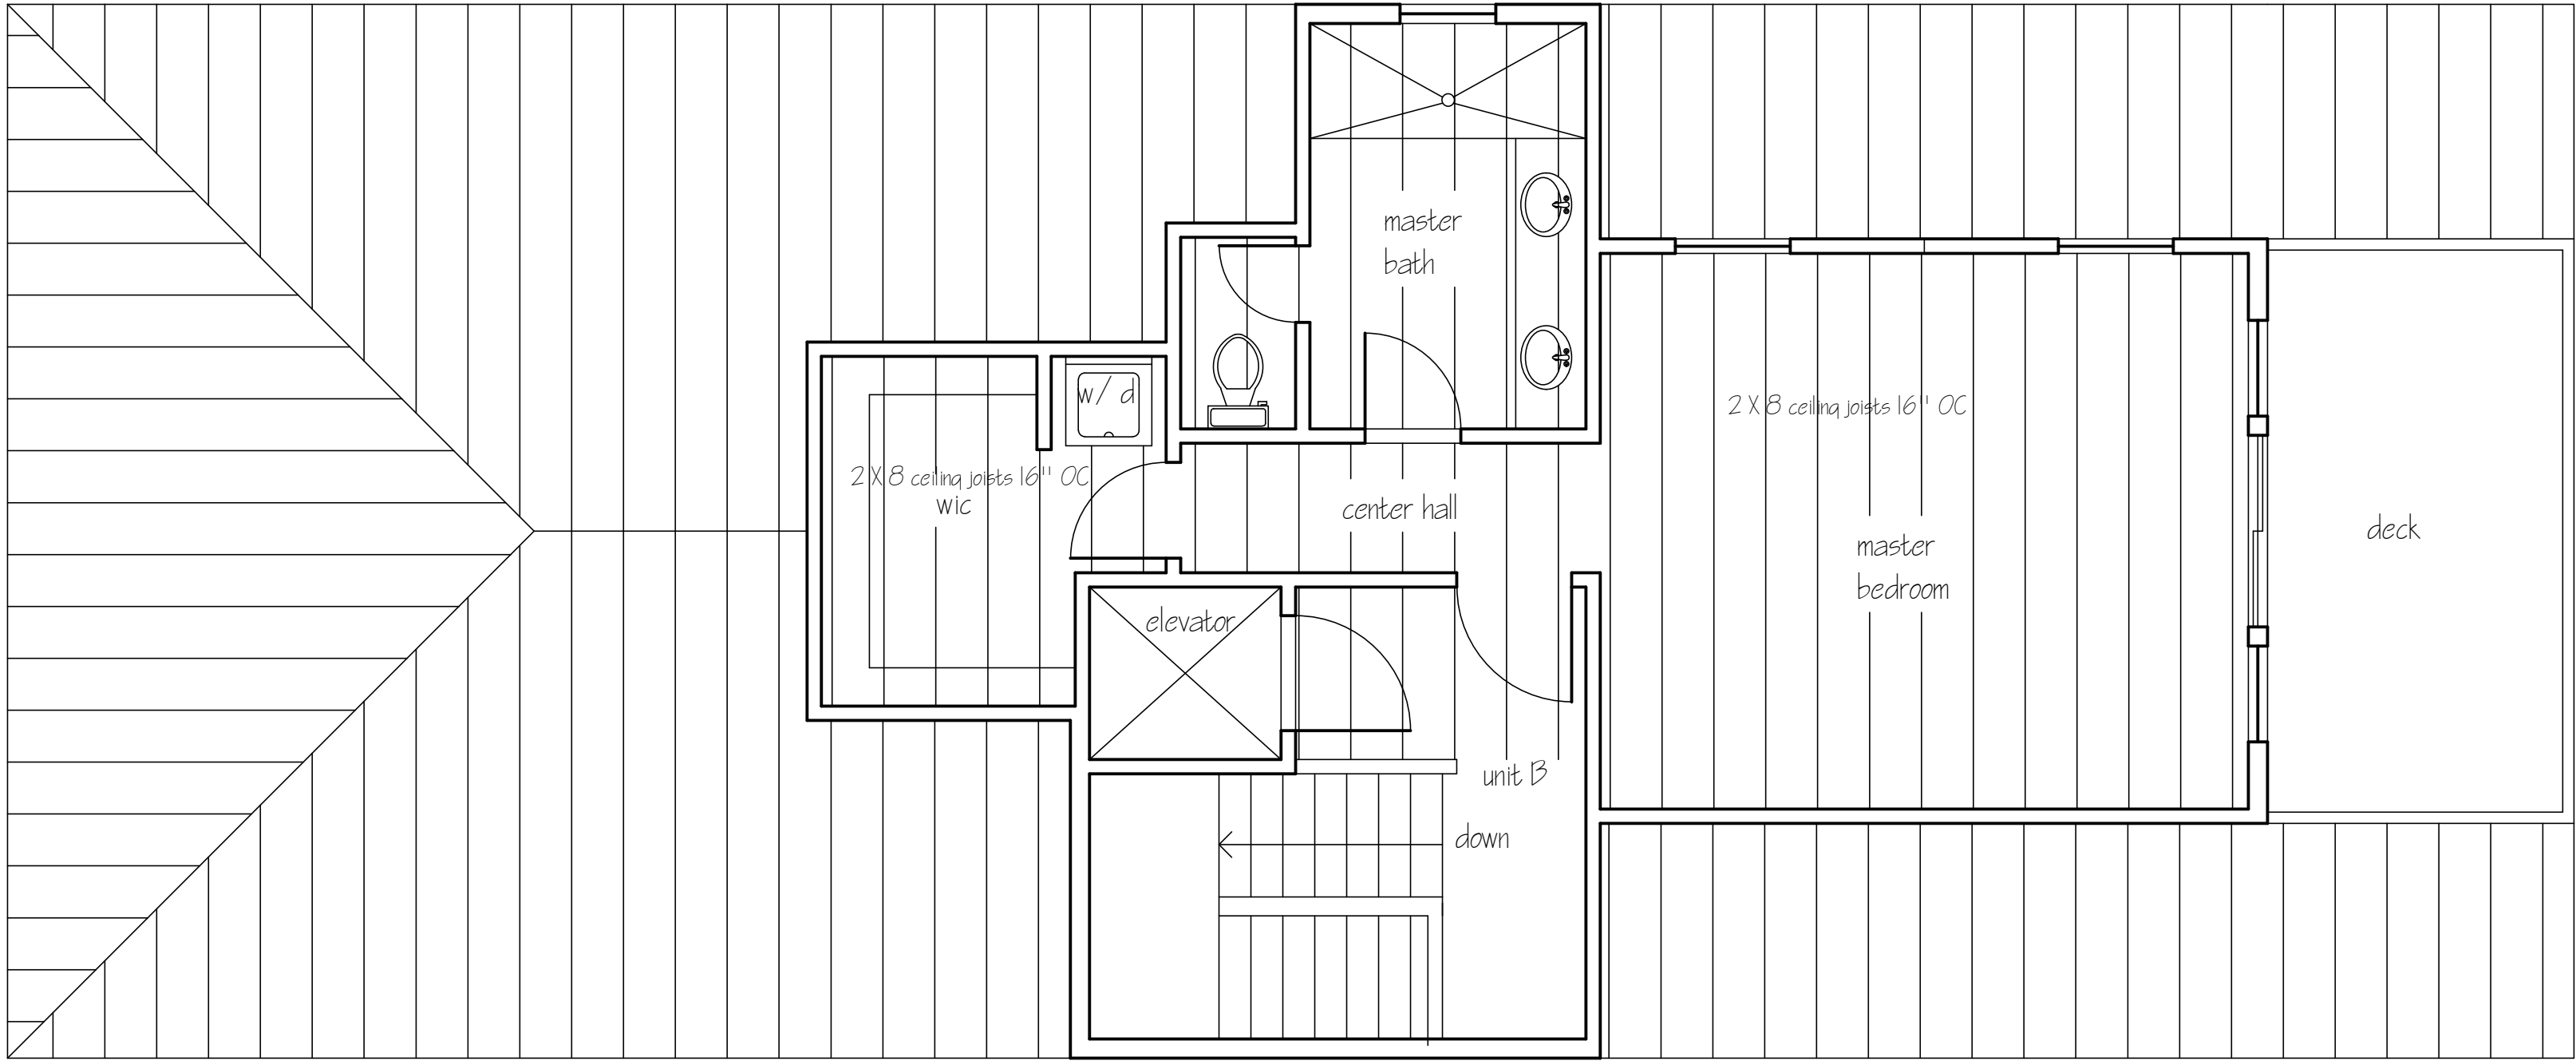 master
bath
w/ d
2 X 8 ceiling joists 16" OC
2 X 8 ceiling joists 16" OC
wic
center hall
deck
master
bedroom
elevator
unit B
down